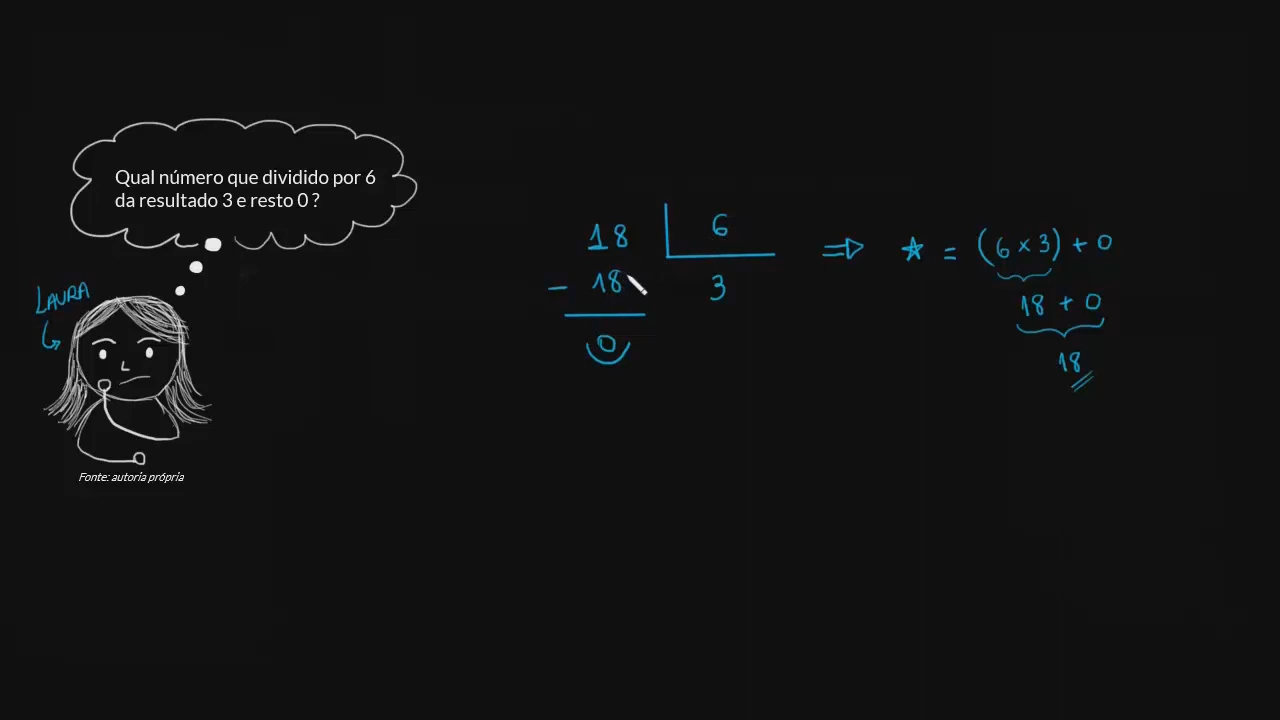 Qual número que dividido por 6
da resultado 3 e resto 0 ?
LAURA
Fonte: autoria própria
18 6
- 18 3
0
⇒ ★ = (6 × 3) + 0
18 + 0
18